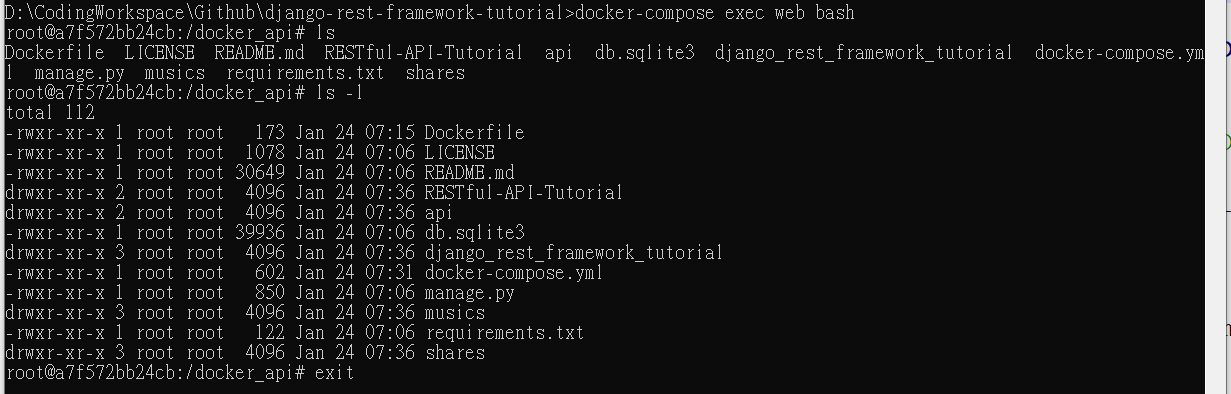 D:\CodingWorkspace\Github\django-rest-framework-tutorial>docker-compose exec web bash
root@a7f572bb24cb:/docker_api# ls
Dockerfile  LICENSE  README.md  RESTful-API-Tutorial  api  db.sqlite3  django_rest_framework_tutorial  docker-compose.ym
l  manage.py  musics  requirements.txt  shares
root@a7f572bb24cb:/docker_api# ls -l
total 112
-rwxr-xr-x 1 root root   173 Jan 24 07:15 Dockerfile
-rwxr-xr-x 1 root root  1078 Jan 24 07:06 LICENSE
-rwxr-xr-x 1 root root 30649 Jan 24 07:06 README.md
drwxr-xr-x 2 root root  4096 Jan 24 07:36 RESTful-API-Tutorial
drwxr-xr-x 2 root root  4096 Jan 24 07:36 api
-rwxr-xr-x 1 root root 39936 Jan 24 07:06 db.sqlite3
drwxr-xr-x 3 root root  4096 Jan 24 07:36 django_rest_framework_tutorial
-rwxr-xr-x 1 root root   602 Jan 24 07:31 docker-compose.yml
-rwxr-xr-x 1 root root   850 Jan 24 07:06 manage.py
drwxr-xr-x 3 root root  4096 Jan 24 07:36 musics
-rwxr-xr-x 1 root root   122 Jan 24 07:06 requirements.txt
drwxr-xr-x 3 root root  4096 Jan 24 07:36 shares
root@a7f572bb24cb:/docker_api# exit